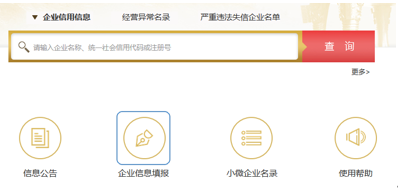 ▼ 企业信用信息 经营异常名录 严重违法失信企业名单
请输入企业名称、统一社会信用代码或注册号 查 询
更多>
信息公告 企业信息填报 小微企业名录 使用帮助